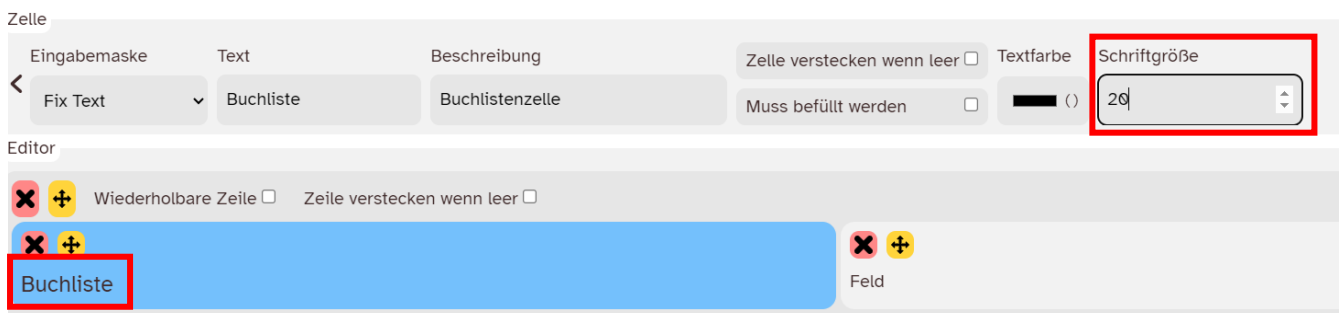 Zelle
Eingabemaske Text Beschreibung Zelle verstecken wenn leer Textfarbe Schriftgröße
Fix Text Buchliste Buchlistenzelle Muss befüllt werden () 20
Editor
Wiederholbare Zeile Zeile verstecken wenn leer
Buchliste Feld